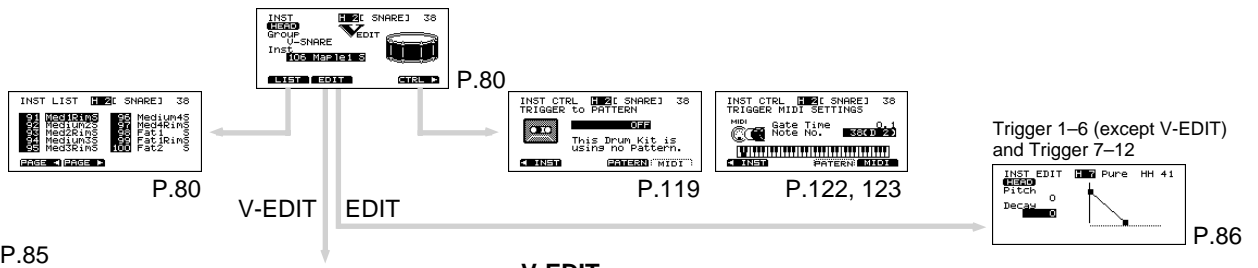 INST H 2[ SNARE] 38
HEAD
Group
V-SNARE
V EDIT
Inst
106 Maple1 S
LIST EDIT CTRL ▶
P.80
INST LIST H 2[ SNARE] 38
91 Med1RimS 96 Medium4S
92 Medium2S 97 Med4RimS
93 Med2RimS 98 Fat1 S
94 Medium3S 99 Fat1RimS
95 Med3RimS 100 Fat2 S
PAGE ◀ PAGE ▶
P.80
INST CTRL H 2[ SNARE] 38
TRIGGER to PATTERN
OFF
This Drum Kit is
using no Pattern.
◀ INST PATERN MIDI
P.119
INST CTRL H 2[ SNARE] 38
TRIGGER MIDI SETTINGS
MIDI
Gate Time 0.1
Note No. 38(D 2)
◀ INST PATERN MIDI
P.122, 123
Trigger 1–6 (except V-EDIT)
and Trigger 7–12
INST EDIT H 7 Pure HH 41
HEAD
Pitch
0
Decay
0
P.86
V-EDIT EDIT
P.85
V-EDIT